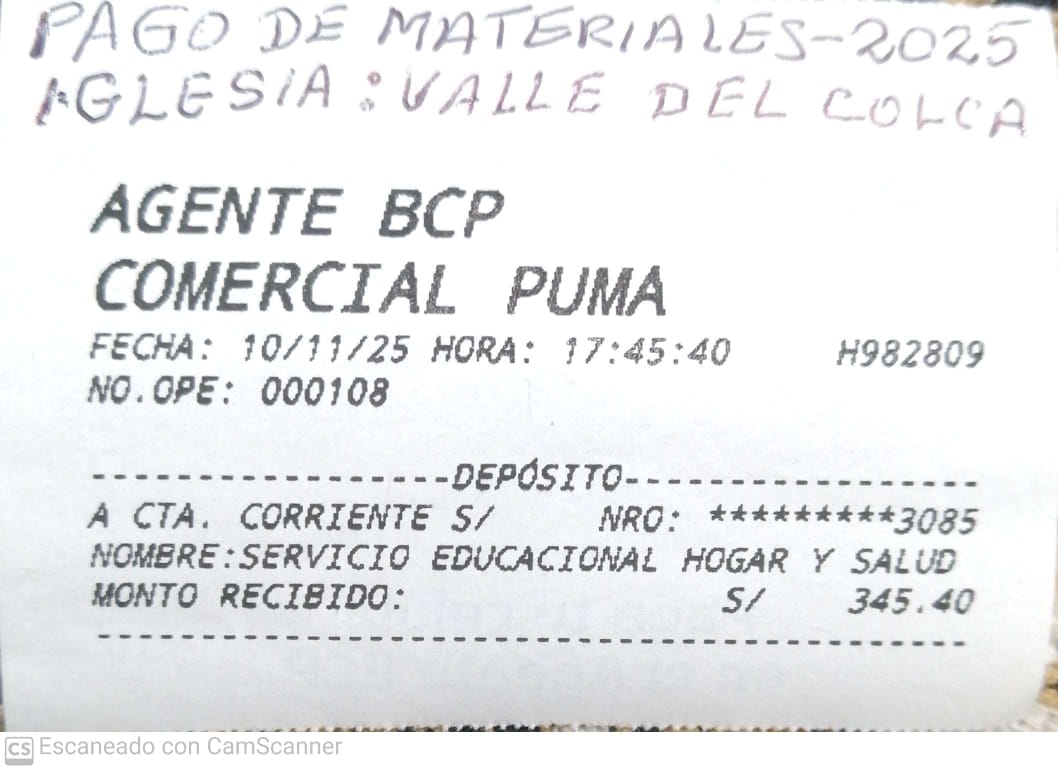 PAGO DE MATERIALES-2025
IGLESIA: VALLE DEL COLCA
AGENTE BCP
COMERCIAL PUMA
FECHA: 10/11/25 HORA: 17:45:40 H982809
NO.OPE: 000108
-----------------DEPÓSITO-----------------
A CTA. CORRIENTE S/ NRO: *********3085
NOMBRE:SERVICIO EDUCACIONAL HOGAR Y SALUD
MONTO RECIBIDO: S/ 345.40
------------------------------------------
CS Escaneado con CamScanner